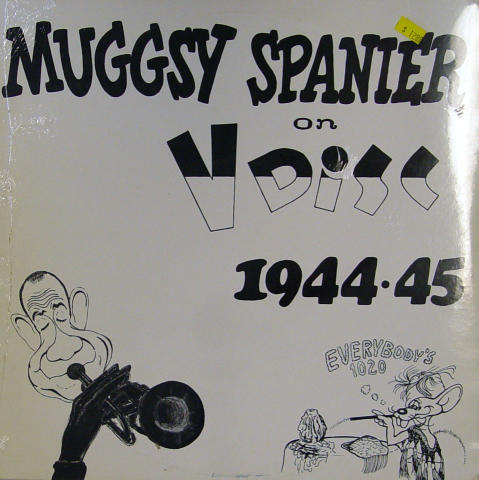 MUGGSY SPANIER
on
V DiSC
1944·45
EVERYBODY'S
1020